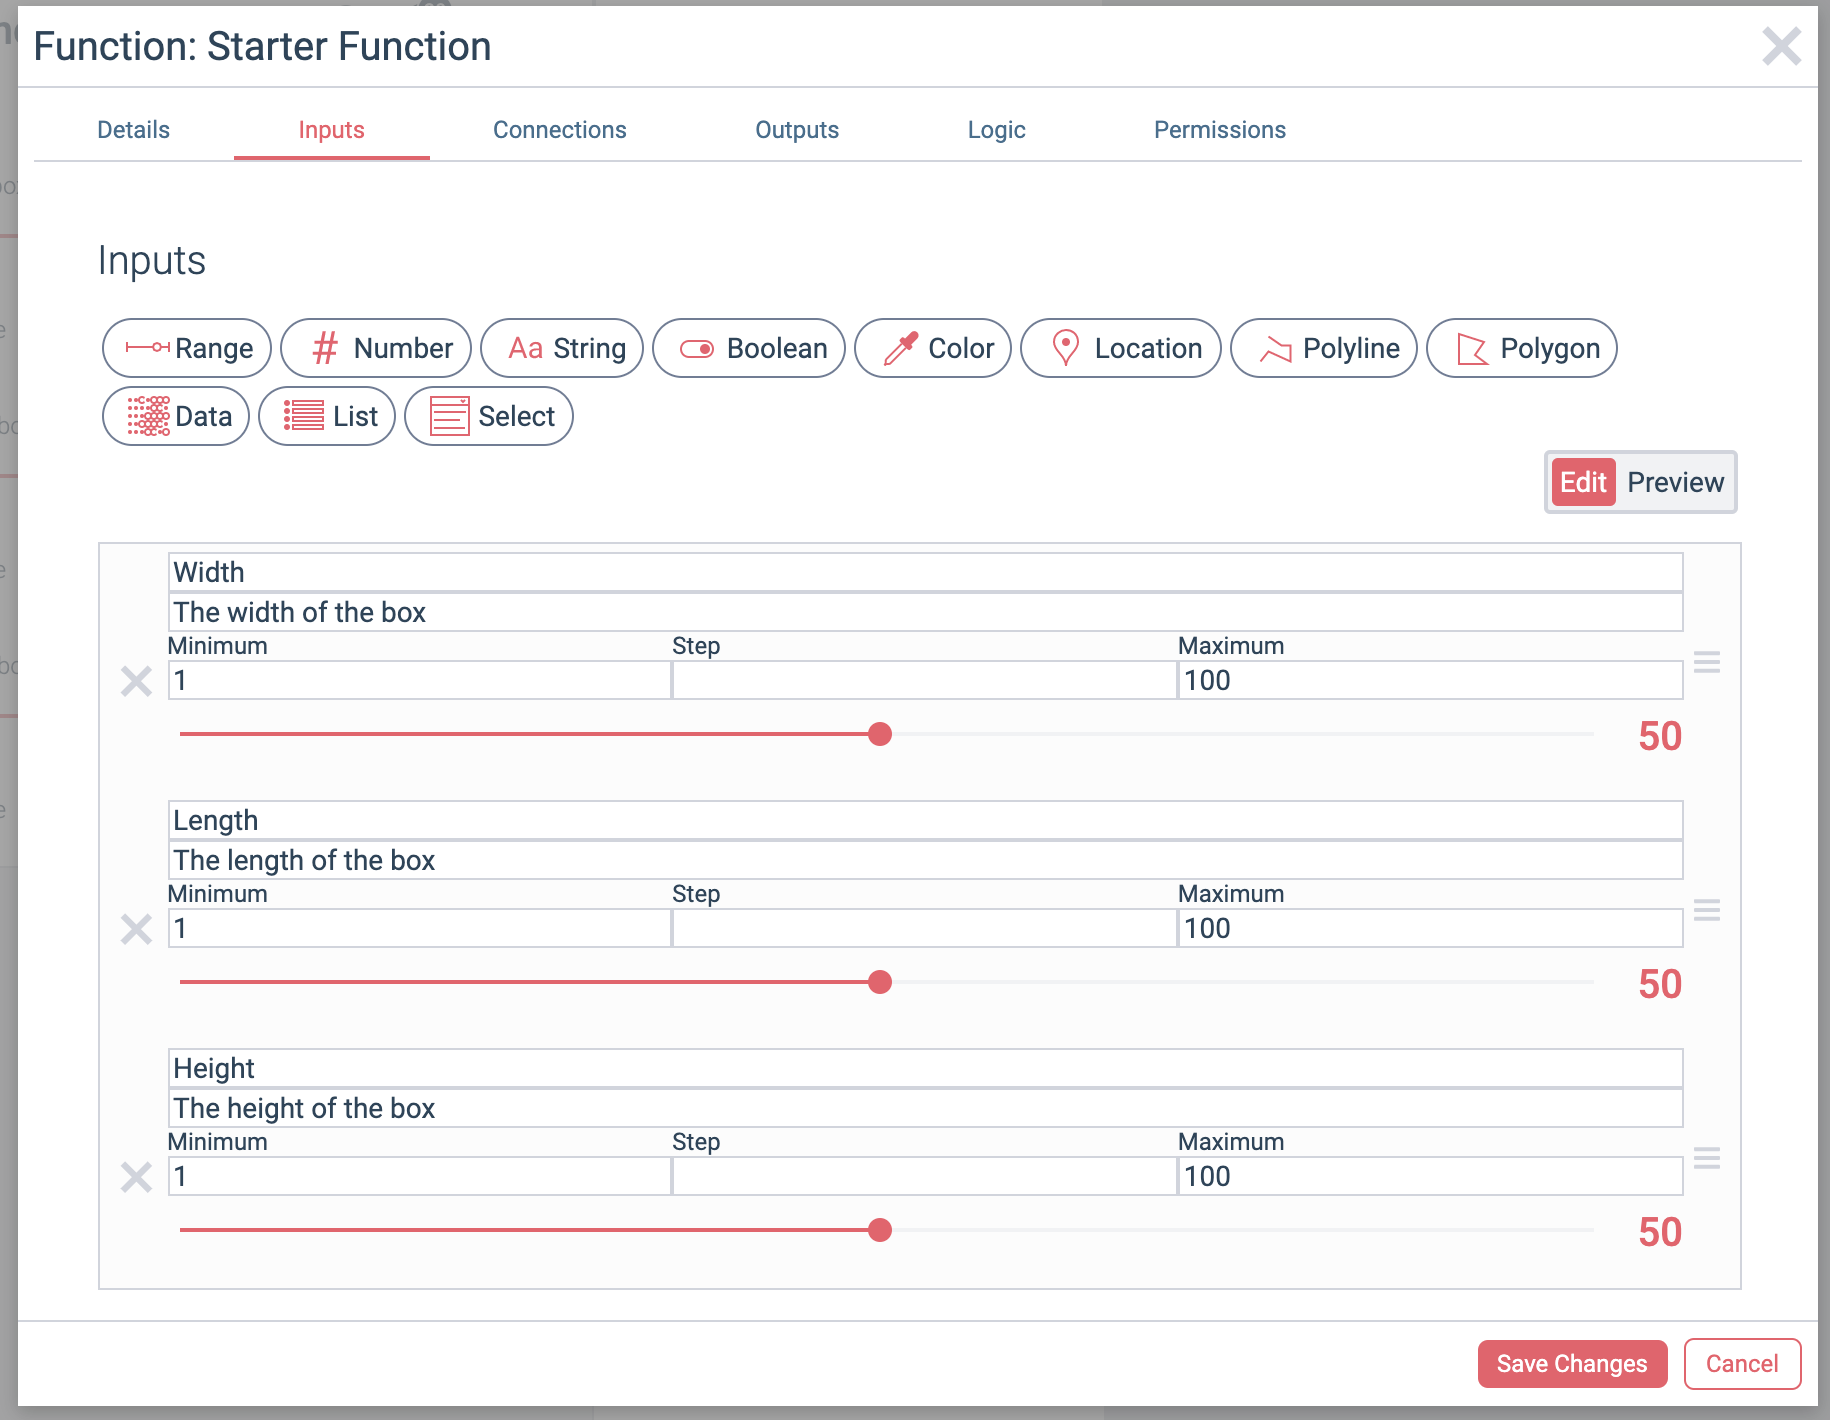 Function: Starter Function
Details Inputs Connections Outputs Logic Permissions
Inputs
Range # Number Aa String Boolean Color Location Polyline Polygon
Data List Select
Edit Preview
Width
The width of the box
Minimum Step Maximum
1 100
50
Length
The length of the box
Minimum Step Maximum
1 100
50
Height
The height of the box
Minimum Step Maximum
1 100
50
Save Changes Cancel